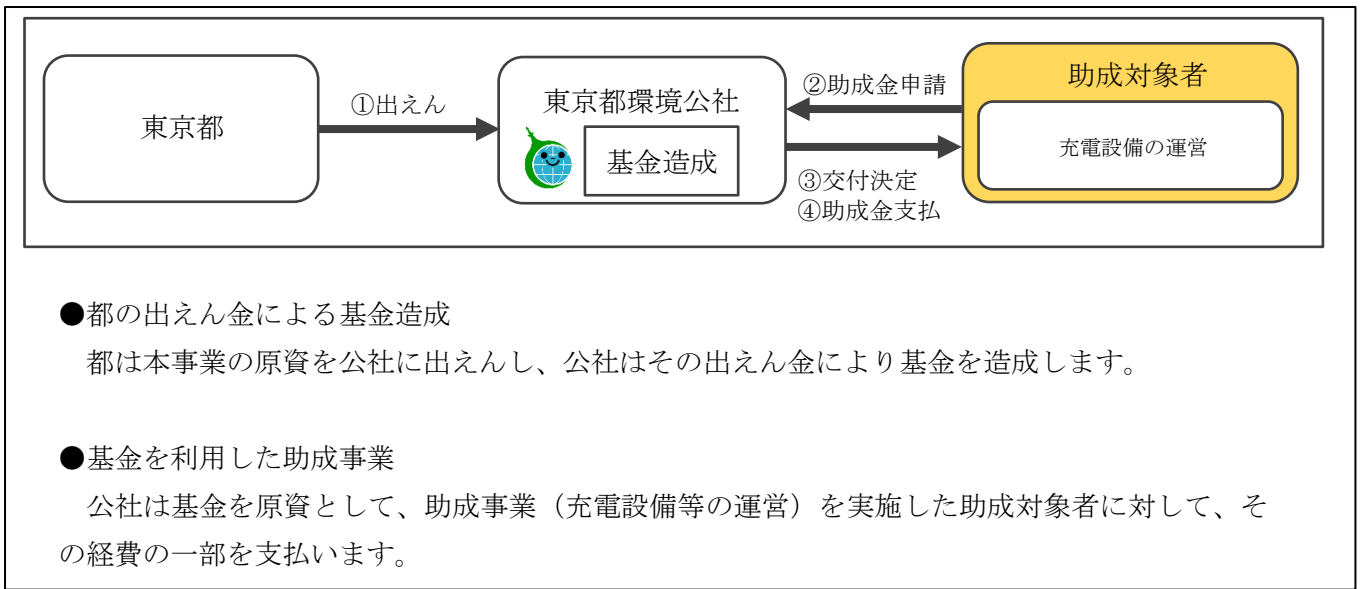 東京都
①出えん
東京都環境公社
基金造成
②助成金申請
③交付決定
④助成金支払
助成対象者
充電設備の運営
●都の出えん金による基金造成
都は本事業の原資を公社に出えんし、公社はその出えん金により基金を造成します。
●基金を利用した助成事業
公社は基金を原資として、助成事業（充電設備等の運営）を実施した助成対象者に対して、そ
の経費の一部を支払います。